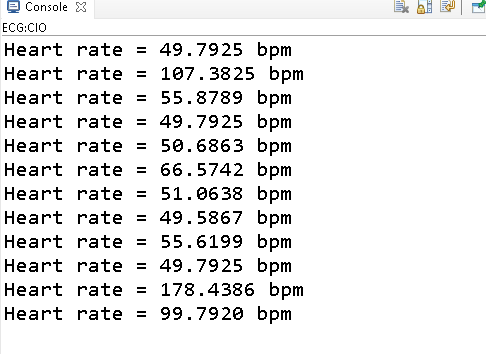 Console
ECG:CIO
Heart rate = 49.7925 bpm
Heart rate = 107.3825 bpm
Heart rate = 55.8789 bpm
Heart rate = 49.7925 bpm
Heart rate = 50.6863 bpm
Heart rate = 66.5742 bpm
Heart rate = 51.0638 bpm
Heart rate = 49.5867 bpm
Heart rate = 55.6199 bpm
Heart rate = 49.7925 bpm
Heart rate = 178.4386 bpm
Heart rate = 99.7920 bpm